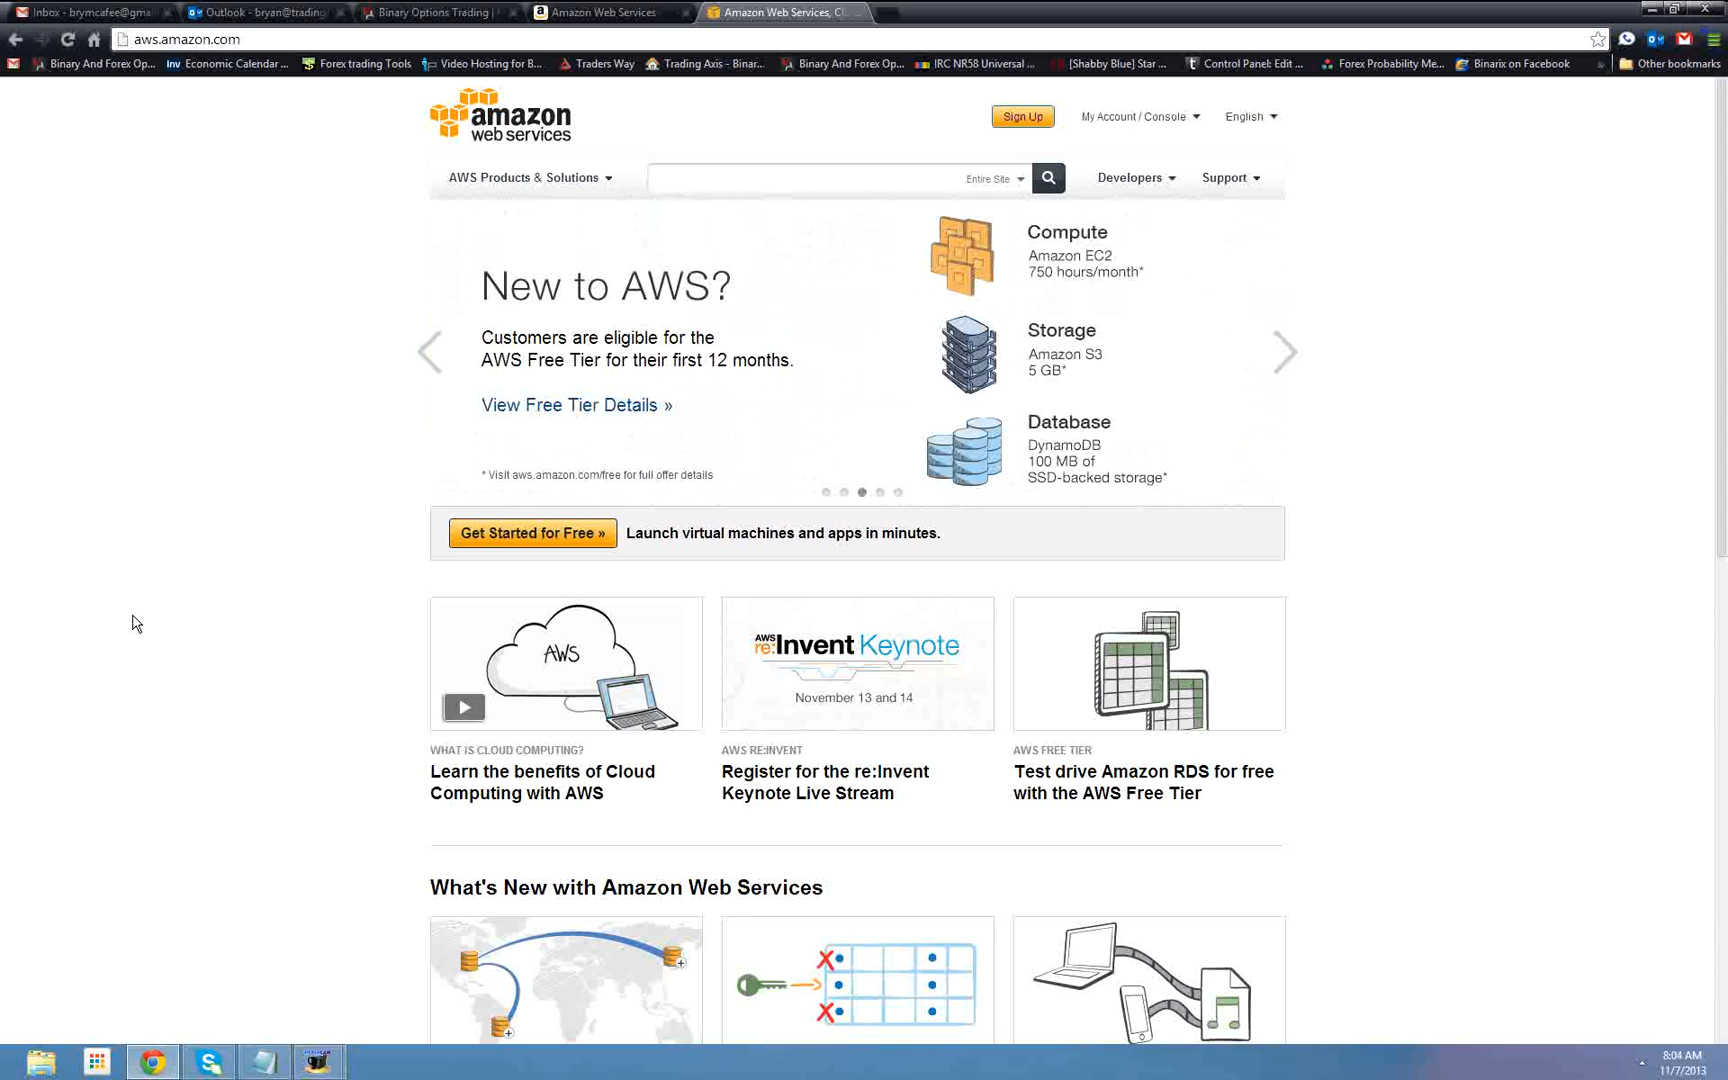 Inbox - brymcafee@gmai
Outlook - bryan@trading
Binary Options Trading |
Amazon Web Services
Amazon Web Services, Cl
aws.amazon.com
Binary And Forex Op...
Inv Economic Calendar ...
Forex trading Tools
Video Hosting for B...
Traders Way
Trading Axis - Binar...
Binary And Forex Op...
IRC NR58 Universal ...
[Shabby Blue] Star ...
Control Panel: Edit ...
Forex Probability Me...
Binarix on Facebook
Other bookmarks
amazon
web services
Sign Up
My Account / Console
English
AWS Products & Solutions
Entire Site
Developers
Support
New to AWS?
Customers are eligible for the
AWS Free Tier for their first 12 months.
View Free Tier Details »
* Visit aws.amazon.com/free for full offer details
Compute
Amazon EC2
750 hours/month*
Storage
Amazon S3
5 GB*
Database
DynamoDB
100 MB of
SSD-backed storage*
Get Started for Free »
Launch virtual machines and apps in minutes.
AWS
AWS
re:Invent Keynote
November 13 and 14
WHAT IS CLOUD COMPUTING?
Learn the benefits of Cloud
Computing with AWS
AWS RE:INVENT
Register for the re:Invent
Keynote Live Stream
AWS FREE TIER
Test drive Amazon RDS for free
with the AWS Free Tier
What's New with Amazon Web Services
8:04 AM
11/7/2013